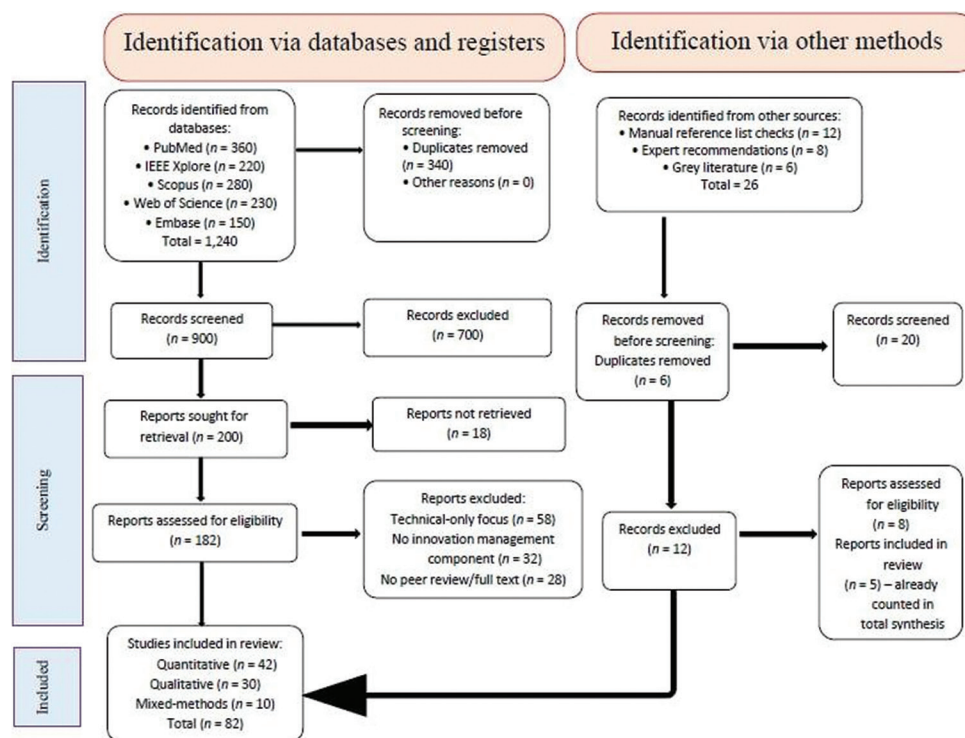 Identification via databases and registers
Identification via other methods
Identification
Records identified from
databases:
• PubMed (n = 360)
• IEEE Xplore (n = 220)
• Scopus (n = 280)
• Web of Science (n = 230)
• Embase (n = 150)
Total = 1,240
Records removed before
screening:
• Duplicates removed
(n = 340)
• Other reasons (n = 0)
Records identified from other sources:
• Manual reference list checks (n = 12)
• Expert recommendations (n = 8)
• Grey literature (n = 6)
Total = 26
Records screened
(n = 900)
Records excluded
(n = 700)
Records removed
before screening:
Duplicates removed
(n = 6)
Records screened
(n = 20)
Screening
Reports sought for
retrieval (n = 200)
Reports not retrieved
(n = 18)
Reports assessed for eligibility
(n = 182)
Reports excluded:
Technical-only focus (n = 58)
No innovation management
component (n = 32)
No peer review/full text (n = 28)
Records excluded
(n = 12)
Reports assessed
for eligibility
(n = 8)
Reports included in
review
(n = 5) – already
counted in
total synthesis
Included
Studies included in review:
Quantitative (n = 42)
Qualitative (n = 30)
Mixed-methods (n = 10)
Total (n = 82)